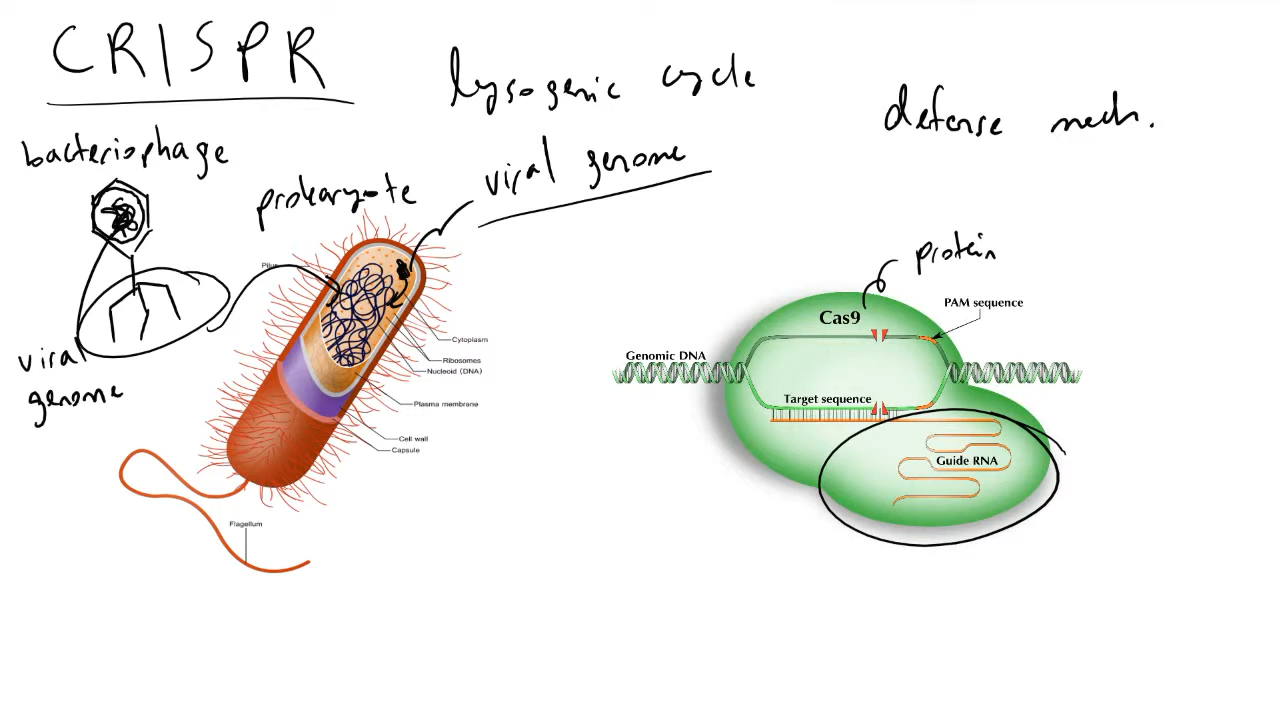 CRISPR
lysogenic cycle
defense mech.
bacteriophage
viral genome
prokaryote
protein
Pilus
Cas9
PAM sequence
Cytoplasm
Genomic DNA
viral
genome
Ribosomes
Nucleoid (DNA)
Target sequence
Plasma membrane
Cell wall
Capsule
Guide RNA
Flagellum